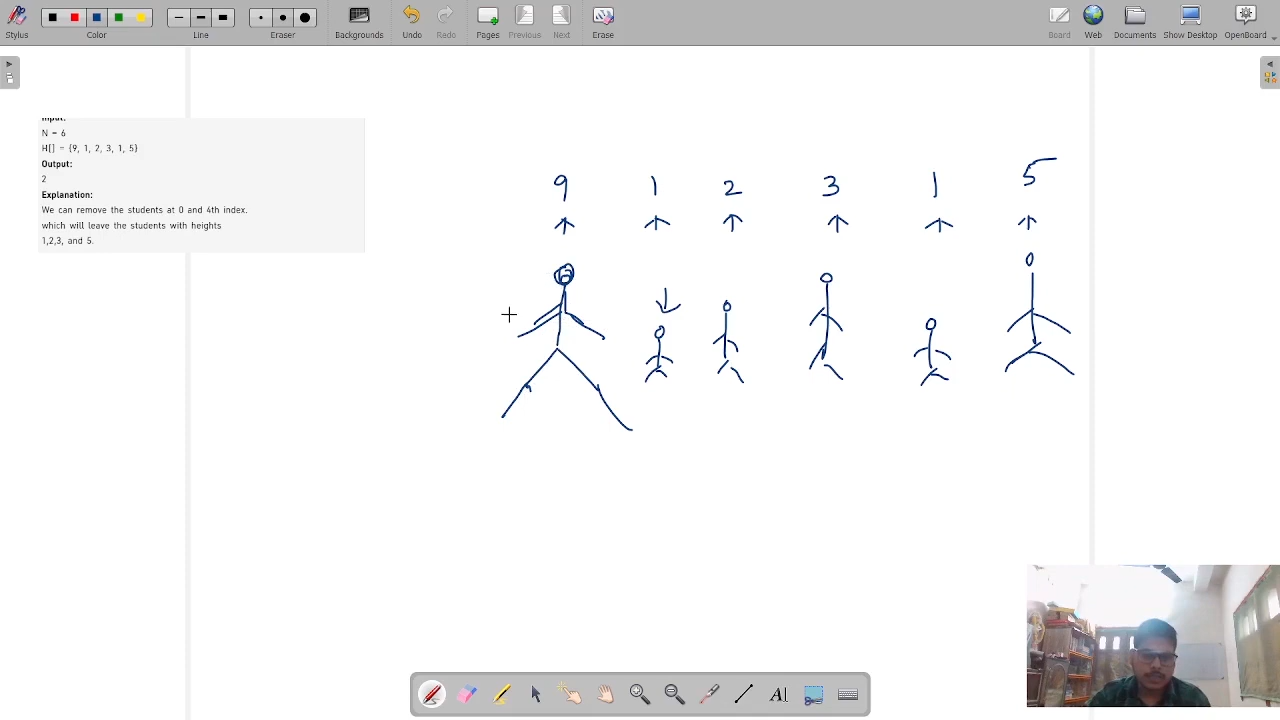 Stylus Color Line Eraser Backgrounds Undo Redo Pages Previous Next Erase Board Web Documents Show Desktop OpenBoard
Input:
N = 6
H[] = {9, 1, 2, 3, 1, 5}
Output:
2
Explanation:
We can remove the students at 0 and 4th index.
which will leave the students with heights
1,2,3, and 5.
9 1 2 3 1 5
AI